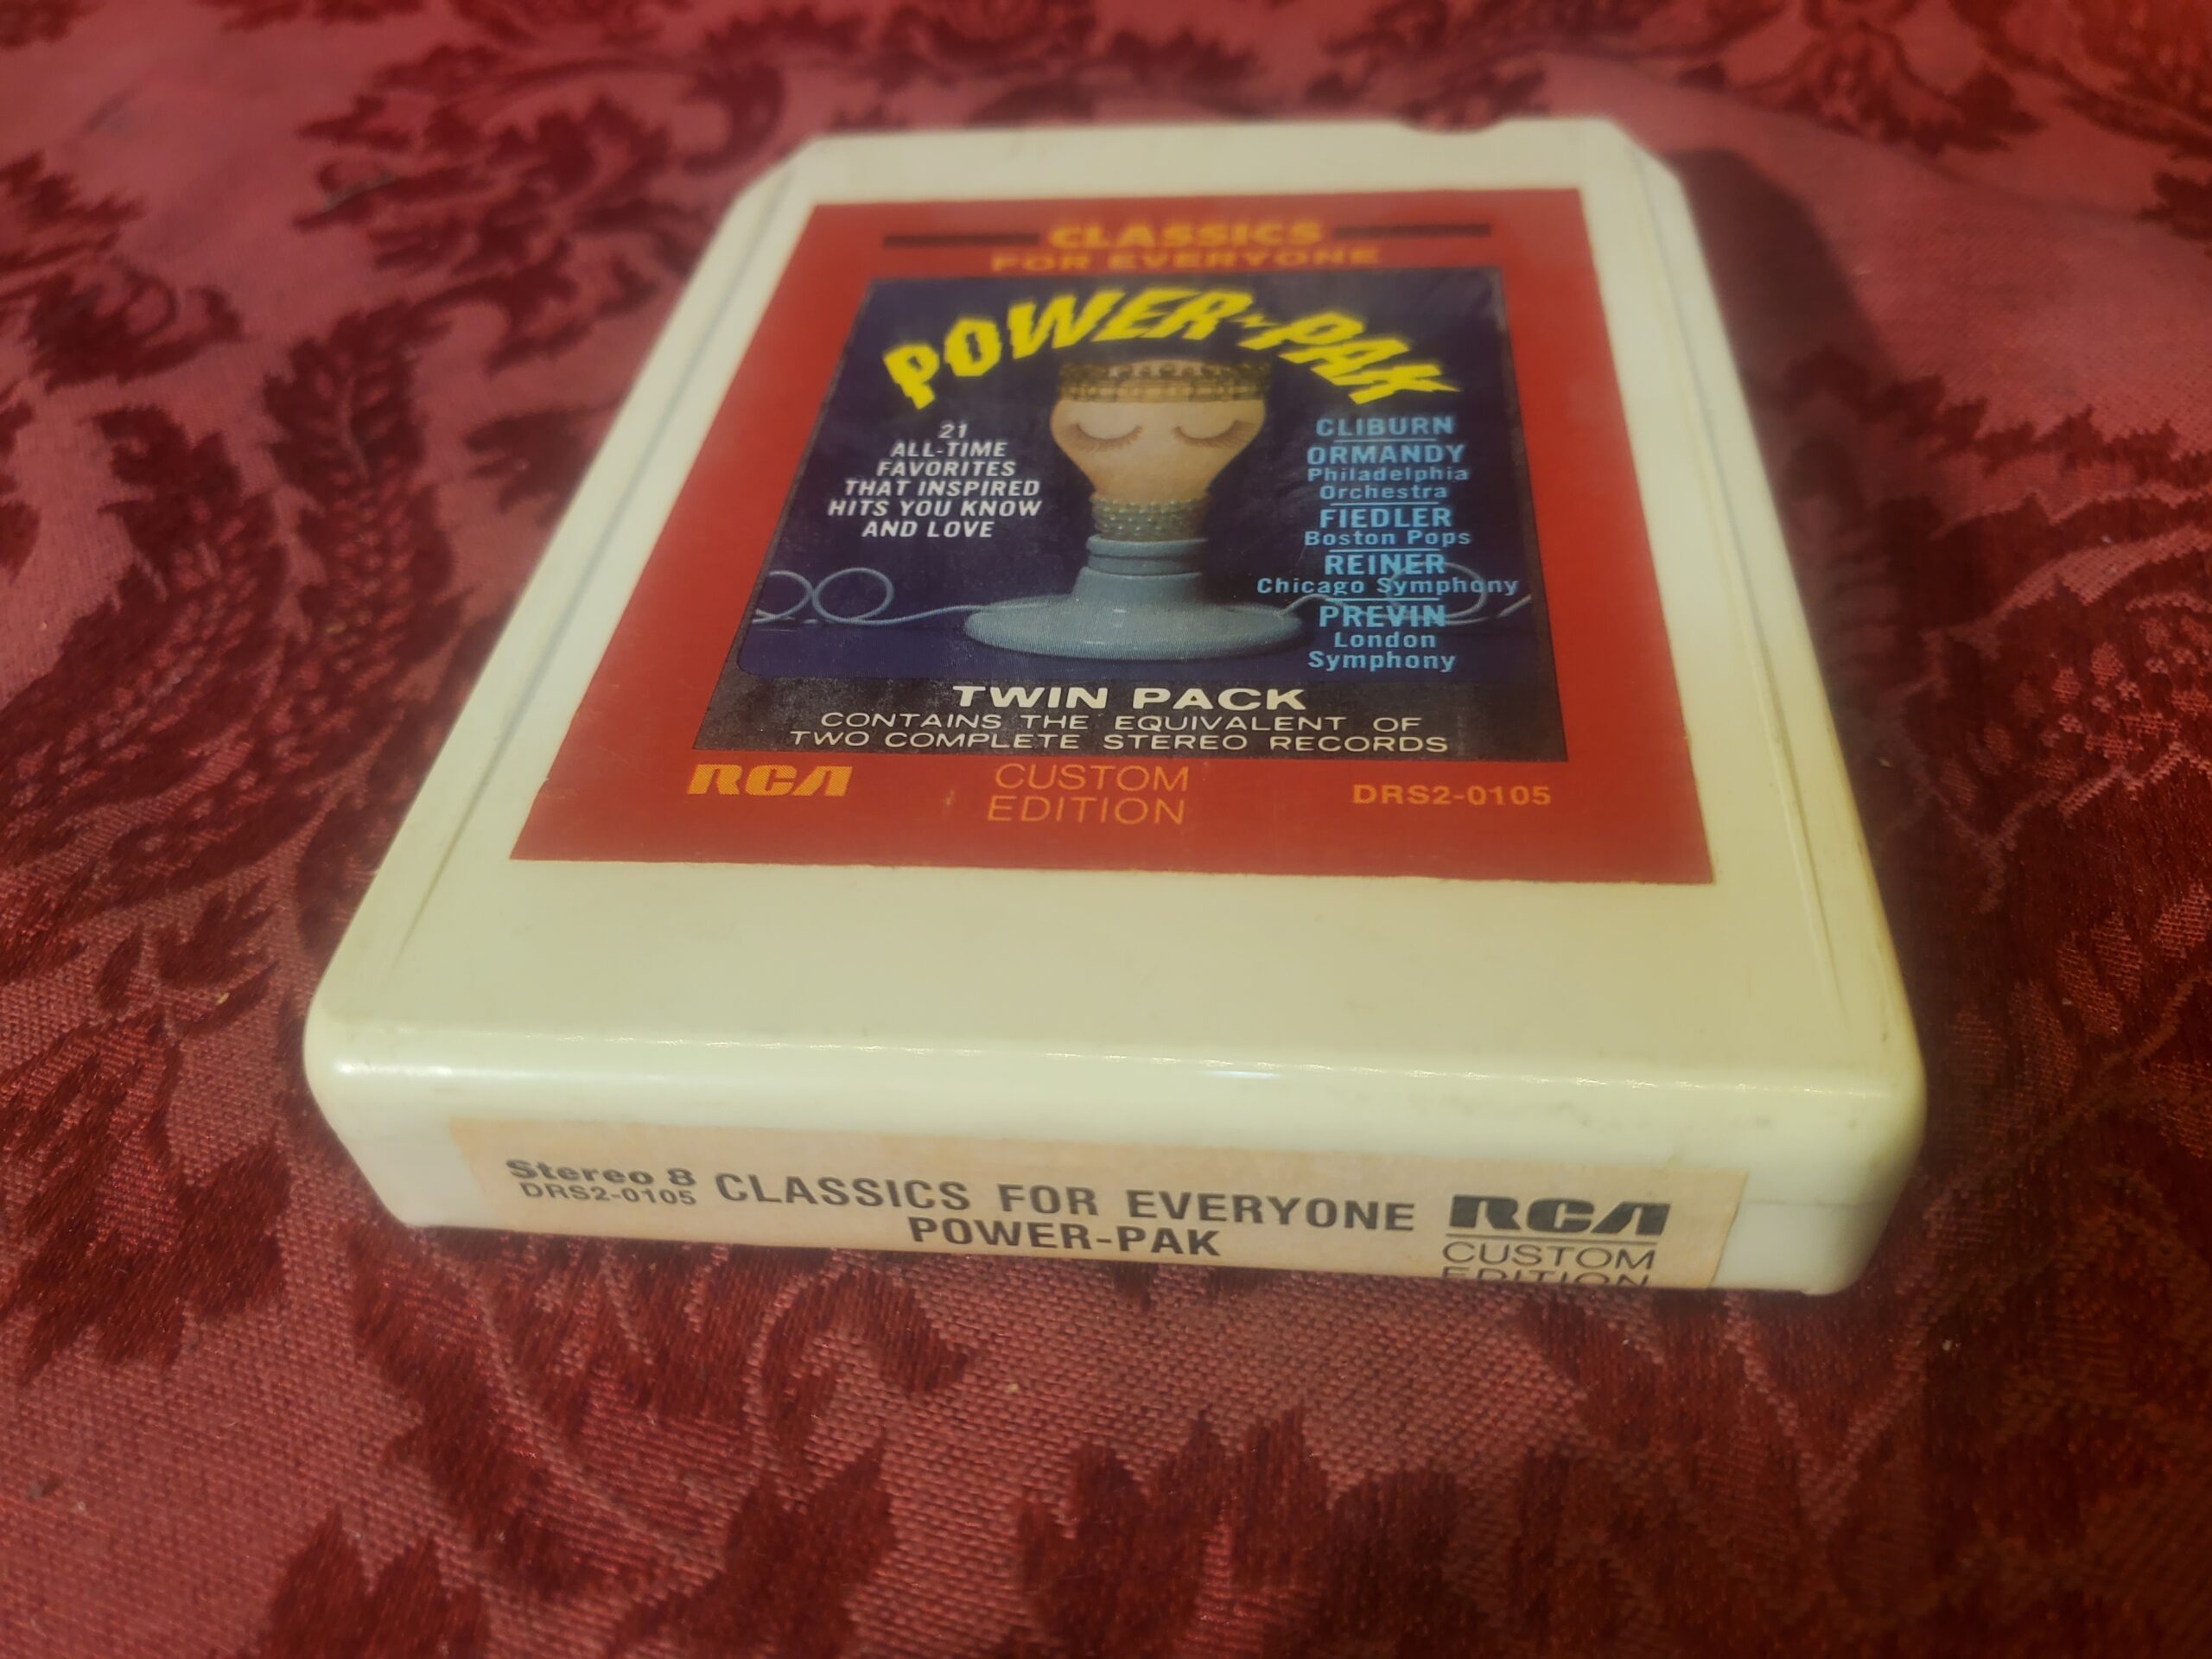 CLASSICS
FOR EVERYONE
POWER-PAK
21
ALL-TIME
FAVORITES
THAT INSPIRED
HITS YOU KNOW
AND LOVE
CLIBURN
ORMANDY
Philadelphia
Orchestra
FIEDLER
Boston Pops
REINER
Chicago Symphony
PREVIN
London
Symphony
TWIN PACK
CONTAINS THE EQUIVALENT OF
TWO COMPLETE STEREO RECORDS
RCA
CUSTOM
EDITION
DRS2-0105
Stereo 8
DRS2-0105
CLASSICS FOR EVERYONE
POWER-PAK
RCA
CUSTOM
EDITION